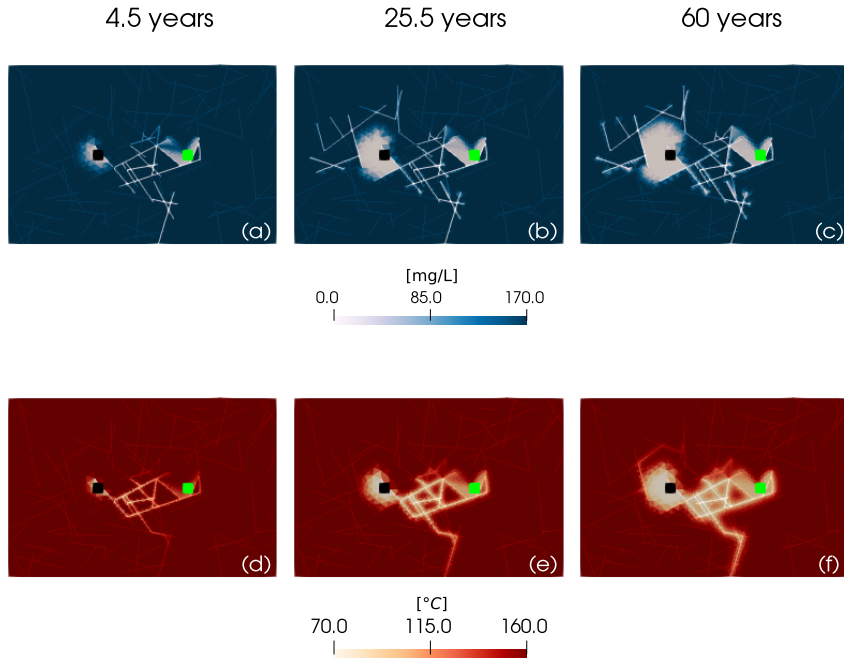 4.5 years 25.5 years 60 years
(a) (b) (c)
[mg/L]
0.0 85.0 170.0
(d) (e) (f)
[°C]
70.0 115.0 160.0